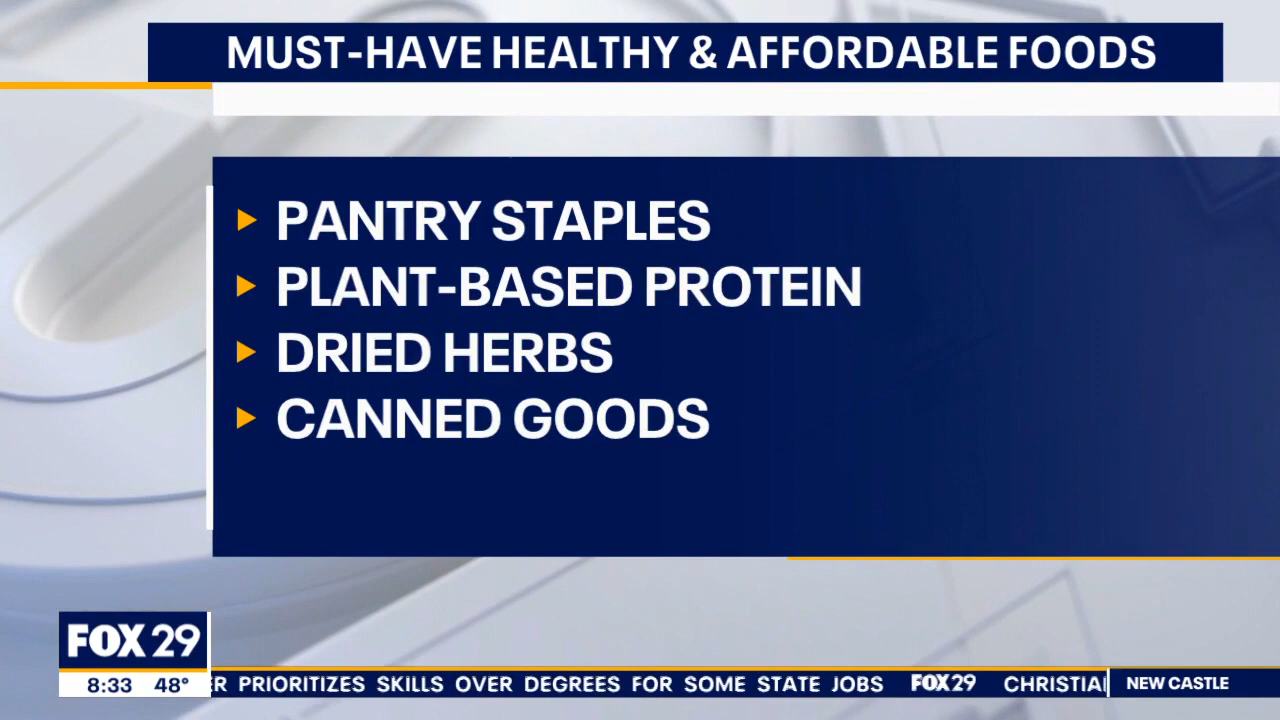 MUST-HAVE HEALTHY & AFFORDABLE FOODS
PANTRY STAPLES
PLANT-BASED PROTEIN
DRIED HERBS
CANNED GOODS
FOX 29
8:33 48°
PRIORITIZES SKILLS OVER DEGREES FOR SOME STATE JOBS FOX 29
NEW CASTLE